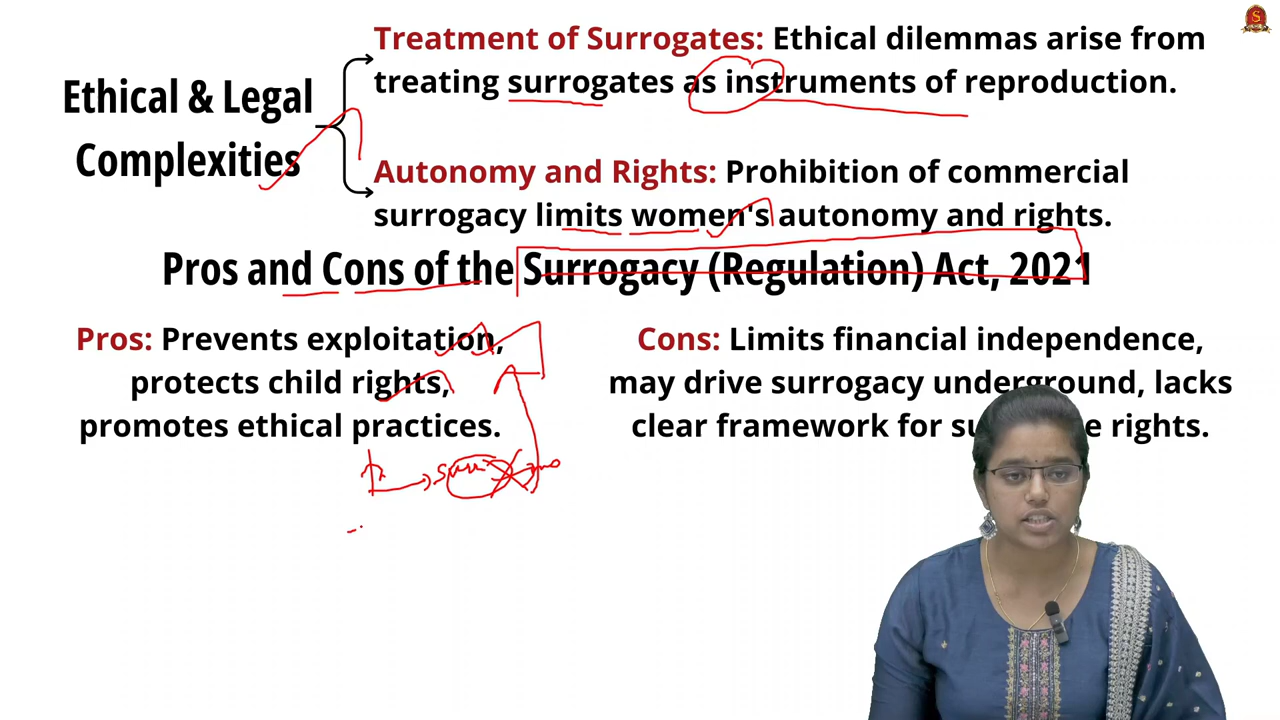 Treatment of Surrogates: Ethical dilemmas arise from
treating surrogates as instruments of reproduction.
Ethical & Legal
Complexities
Autonomy and Rights: Prohibition of commercial
surrogacy limits women's autonomy and rights.
Pros and Cons of the Surrogacy (Regulation) Act, 2021
Pros: Prevents exploitation,
protects child rights,
promotes ethical practices.
Cons: Limits financial independence,
may drive surrogacy underground, lacks
clear framework for rights.